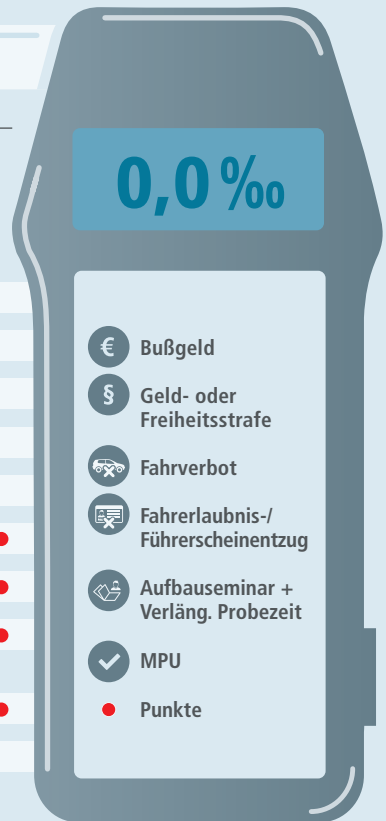 0,0 ‰
€ Bußgeld
§ Geld- oder
Freiheitsstrafe
Fahrverbot
Fahrerlaubnis-/
Führerscheinentzug
Aufbauseminar +
Verläng. Probezeit
MPU
Punkte